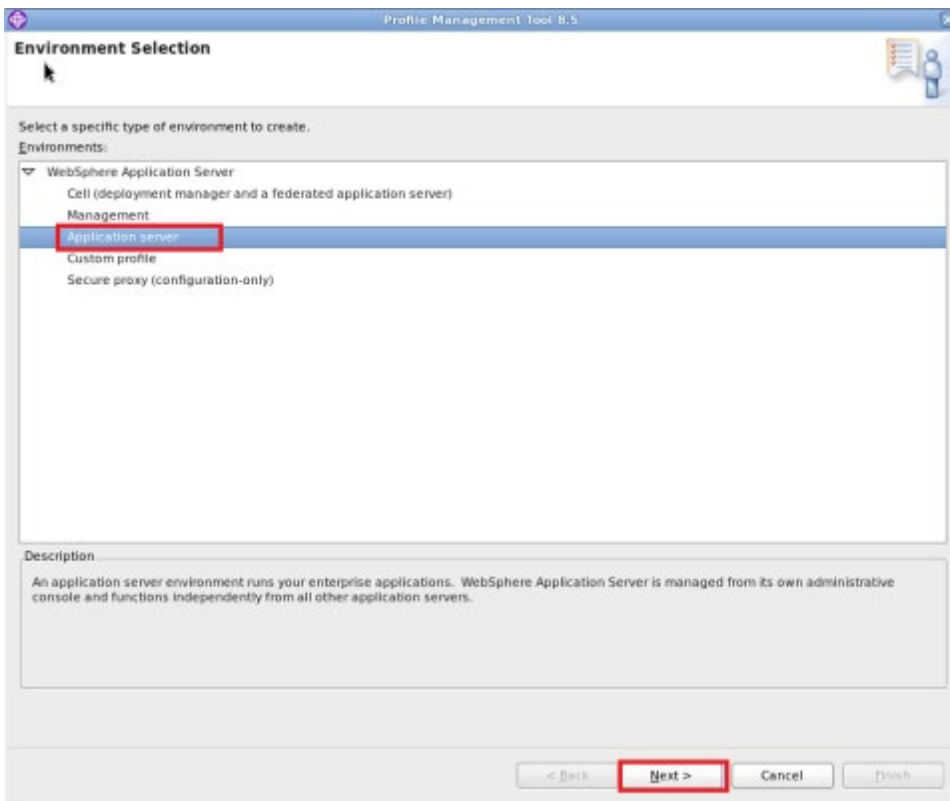 Profile Management Tool 8.5
Environment Selection
Select a specific type of environment to create.
Environments:
WebSphere Application Server
Cell (deployment manager and a federated application server)
Management
Application server
Custom profile
Secure proxy (configuration-only)
Description
An application server environment runs your enterprise applications.  WebSphere Application Server is managed from its own administrative
console and functions independently from all other application servers.
< Back
Next >
Cancel
Finish